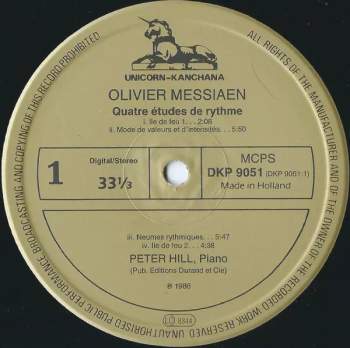 UNICORN-KANCHANA
OLIVIER MESSIAEN
Quatre études de rythme
i. Ile de feu 1. . . 2:08
ii. Mode de valeurs et d'intensités. . . 5:50
1
Digital/Stereo
33⅓
MCPS
DKP 9051 (DKP 9051:1)
Made in Holland
iii. Neumes rythmiques. . . 5:47
iv. Ile de feu 2. . . 4:38
PETER HILL, Piano
(Pub. Editions Durand et Cie)
℗ 1986
LC 8844
ALL RIGHTS OF THE MANUFACTURER AND OF THE OWNER OF THE RECORDED WORK RESERVED UNAUTHORISED PUBLIC PERFORMANCE BROADCASTING AND COPYING OF THIS RECORD PROHIBITED